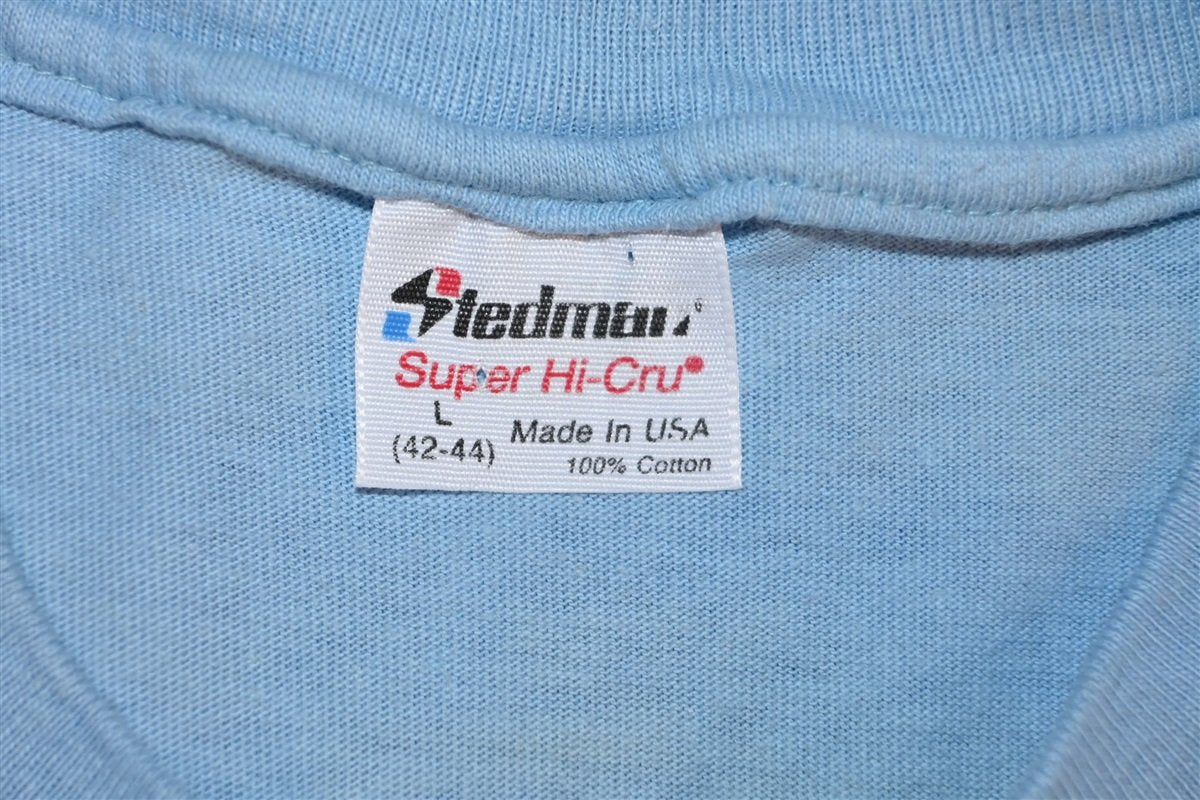 Stedman®
Super Hi-Cru®
L
(42-44)
Made In USA
100% Cotton